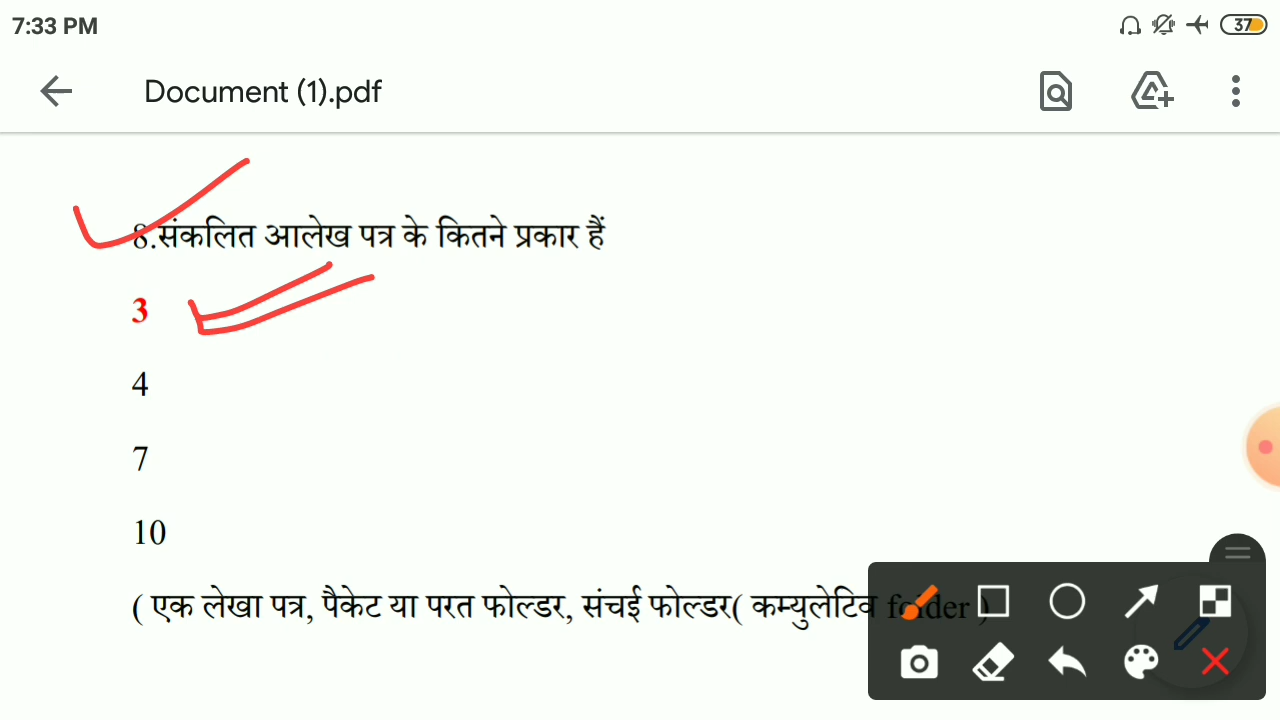 7:33 PM
37
Document (1).pdf
8.संकलित आलेख पत्र के कितने प्रकार हैं
3
4
7
10
( एक लेखा पत्र, पैकेट या परत फोल्डर, संचई फोल्डर( कम्युलेटिव folder )